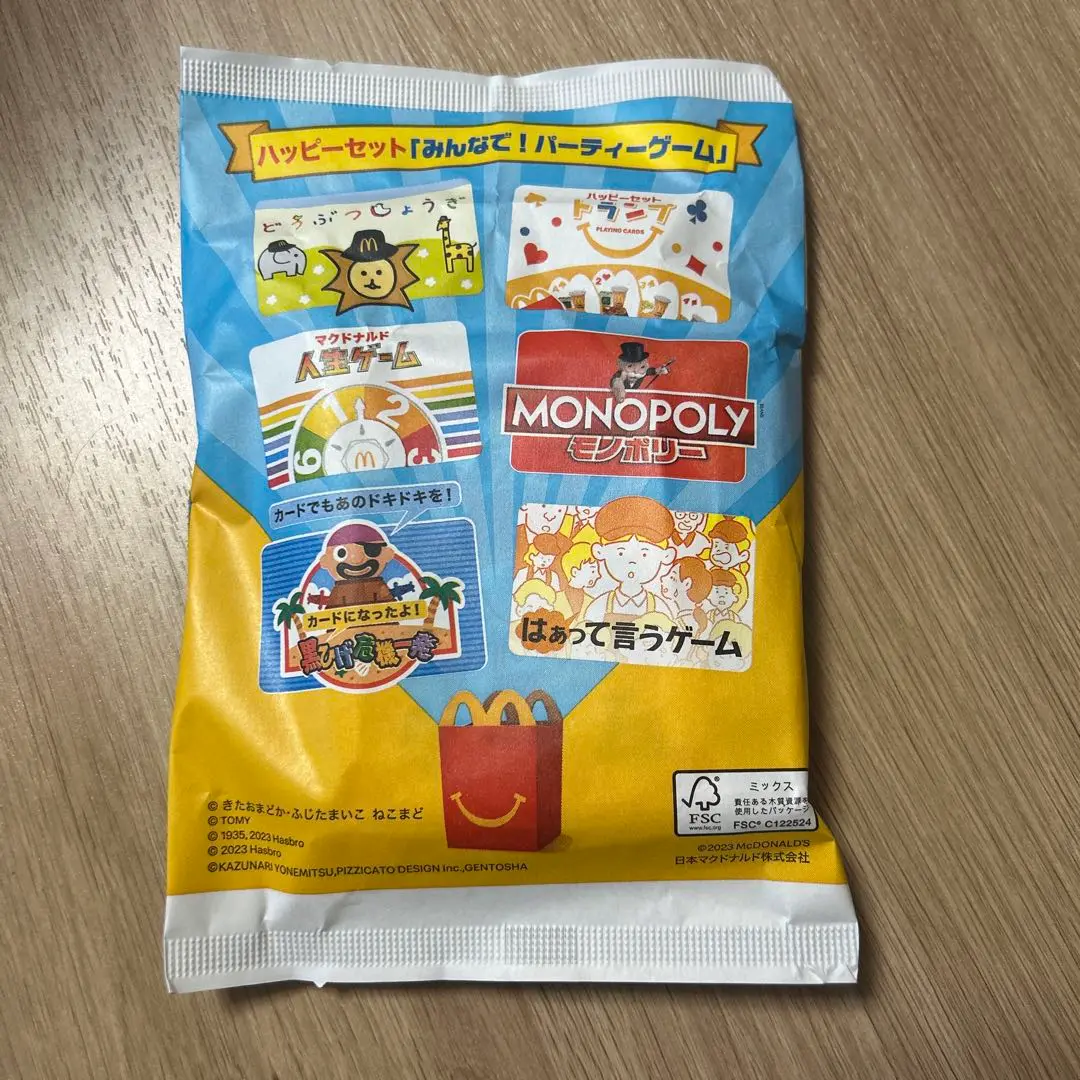 ハッピーセット「みんなで!パーティーゲーム」
どうぶつしょうぎ
ハッピーセット
トランプ
PLAYING CARDS
2
マクドナルド
人生ゲーム
1 2
6 3
MONOPOLY
モノポリー
カードでもあのドキドキを!
カードになったよ!
黒ひげ危機一発
はぁって言うゲーム
© きたおまどか・ふじたまいこ ねこまど
© TOMY
© 1935, 2023 Hasbro
© 2023 Hasbro
©KAZUNARI YONEMITSU,PIZZICATO DESIGN Inc.,GENTOSHA
FSC
www.fsc.org
ミックス
責任ある木質資源を
使用したパッケージ
FSC® C122524
©2023 McDONALD'S
日本マクドナルド株式会社